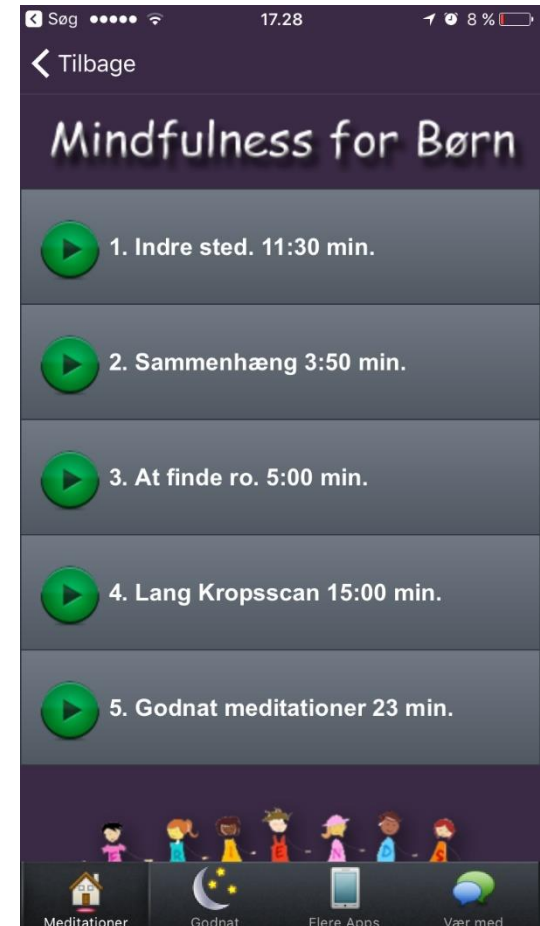 Søg 17.28 8 %
Tilbage
Mindfulness for Børn
1. Indre sted. 11:30 min.
2. Sammenhæng 3:50 min.
3. At finde ro. 5:00 min.
4. Lang Kropsscan 15:00 min.
5. Godnat meditationer 23 min.
F R I E N D S
Meditationer Godnat Flere Apps Vær med